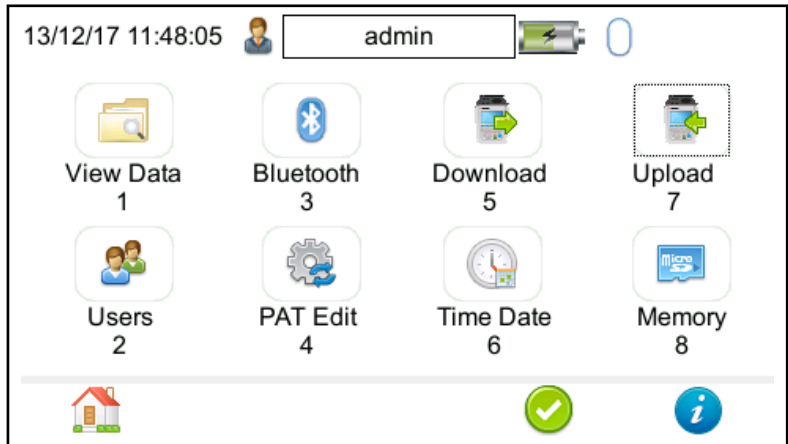 13/12/17 11:48:05 admin
View Data Bluetooth Download Upload
1 3 5 7
micro
SD
Users PAT Edit Time Date Memory
2 4 6 8
i